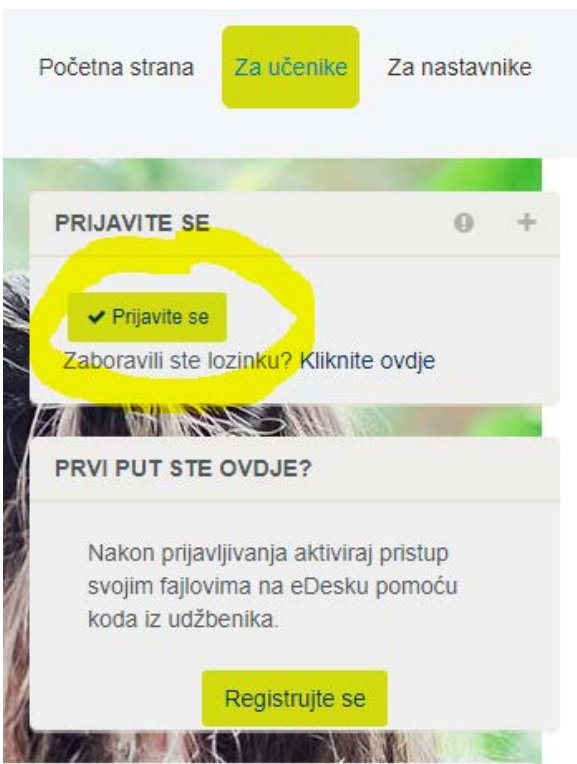 Početna strana Za učenike Za nastavnike
PRIJAVITE SE
Prijavite se
Zaboravili ste lozinku? Kliknite ovdje
PRVI PUT STE OVDJE?
Nakon prijavljivanja aktiviraj pristup
svojim fajlovima na eDesku pomoću
koda iz udžbenika.
Registrujte se